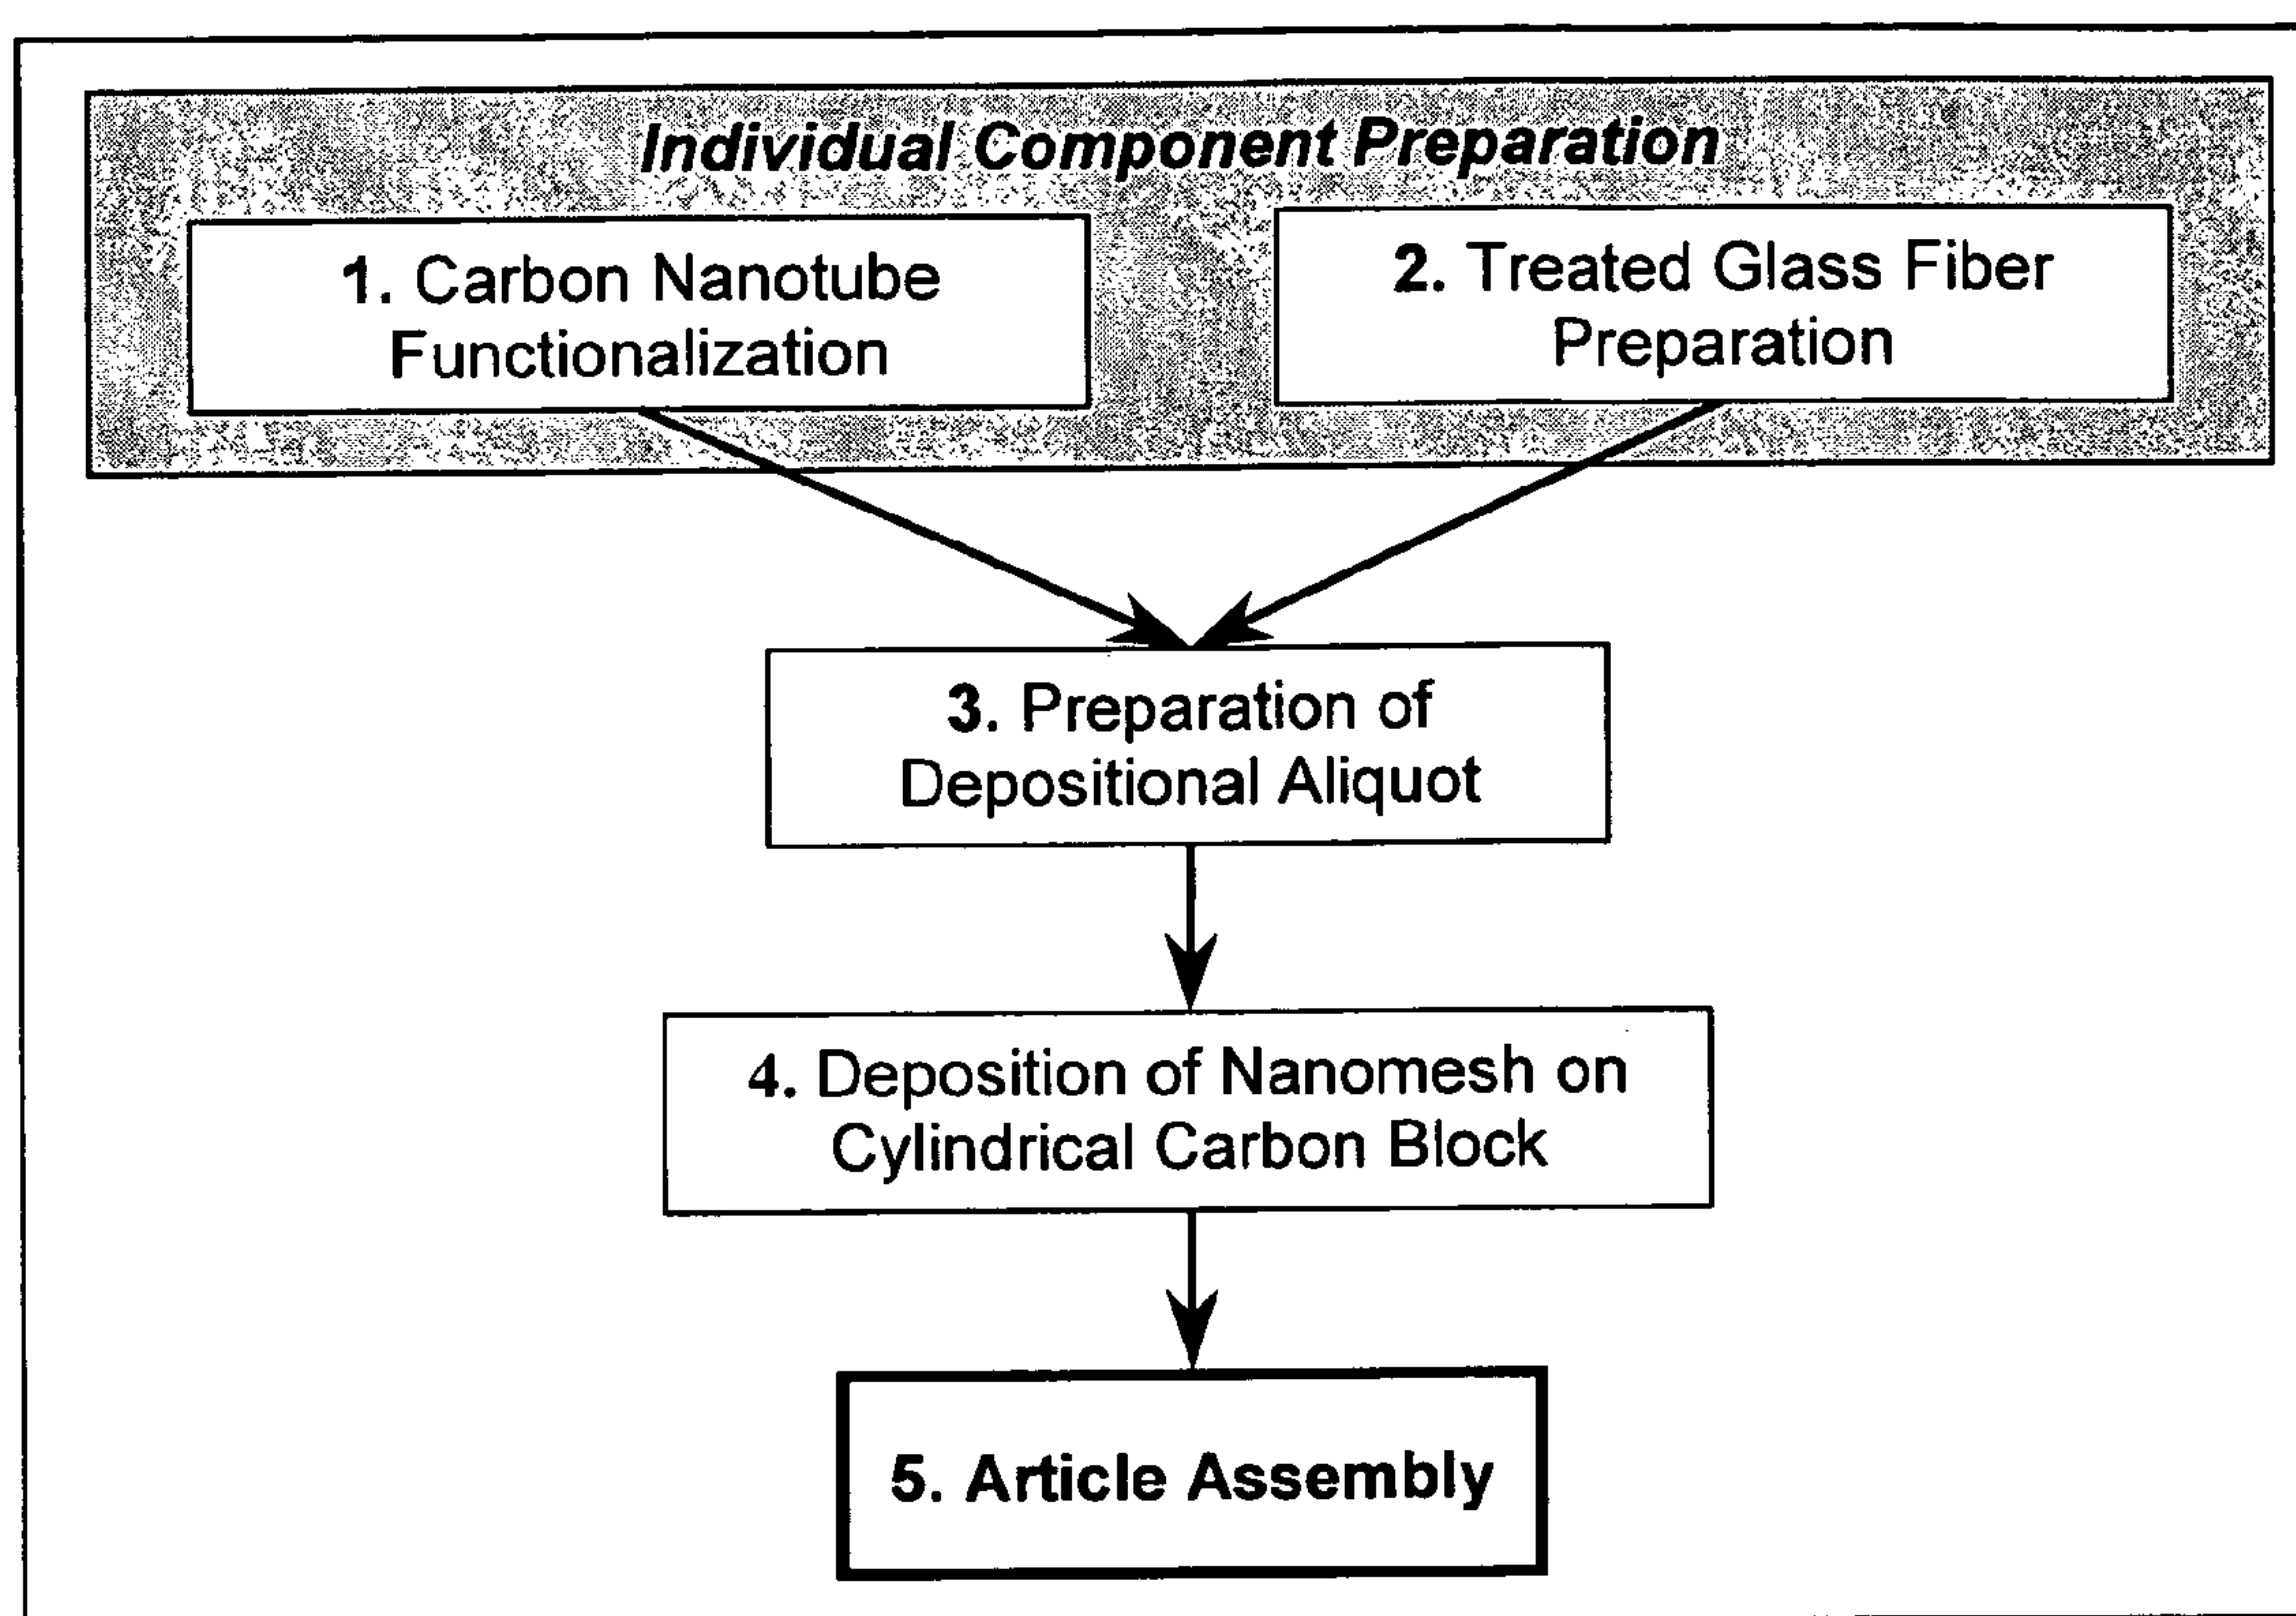 Individual Component Preparation
1. Carbon Nanotube
Functionalization
2. Treated Glass Fiber
Preparation
3. Preparation of
Depositional Aliquot
4. Deposition of Nanomesh on
Cylindrical Carbon Block
5. Article Assembly